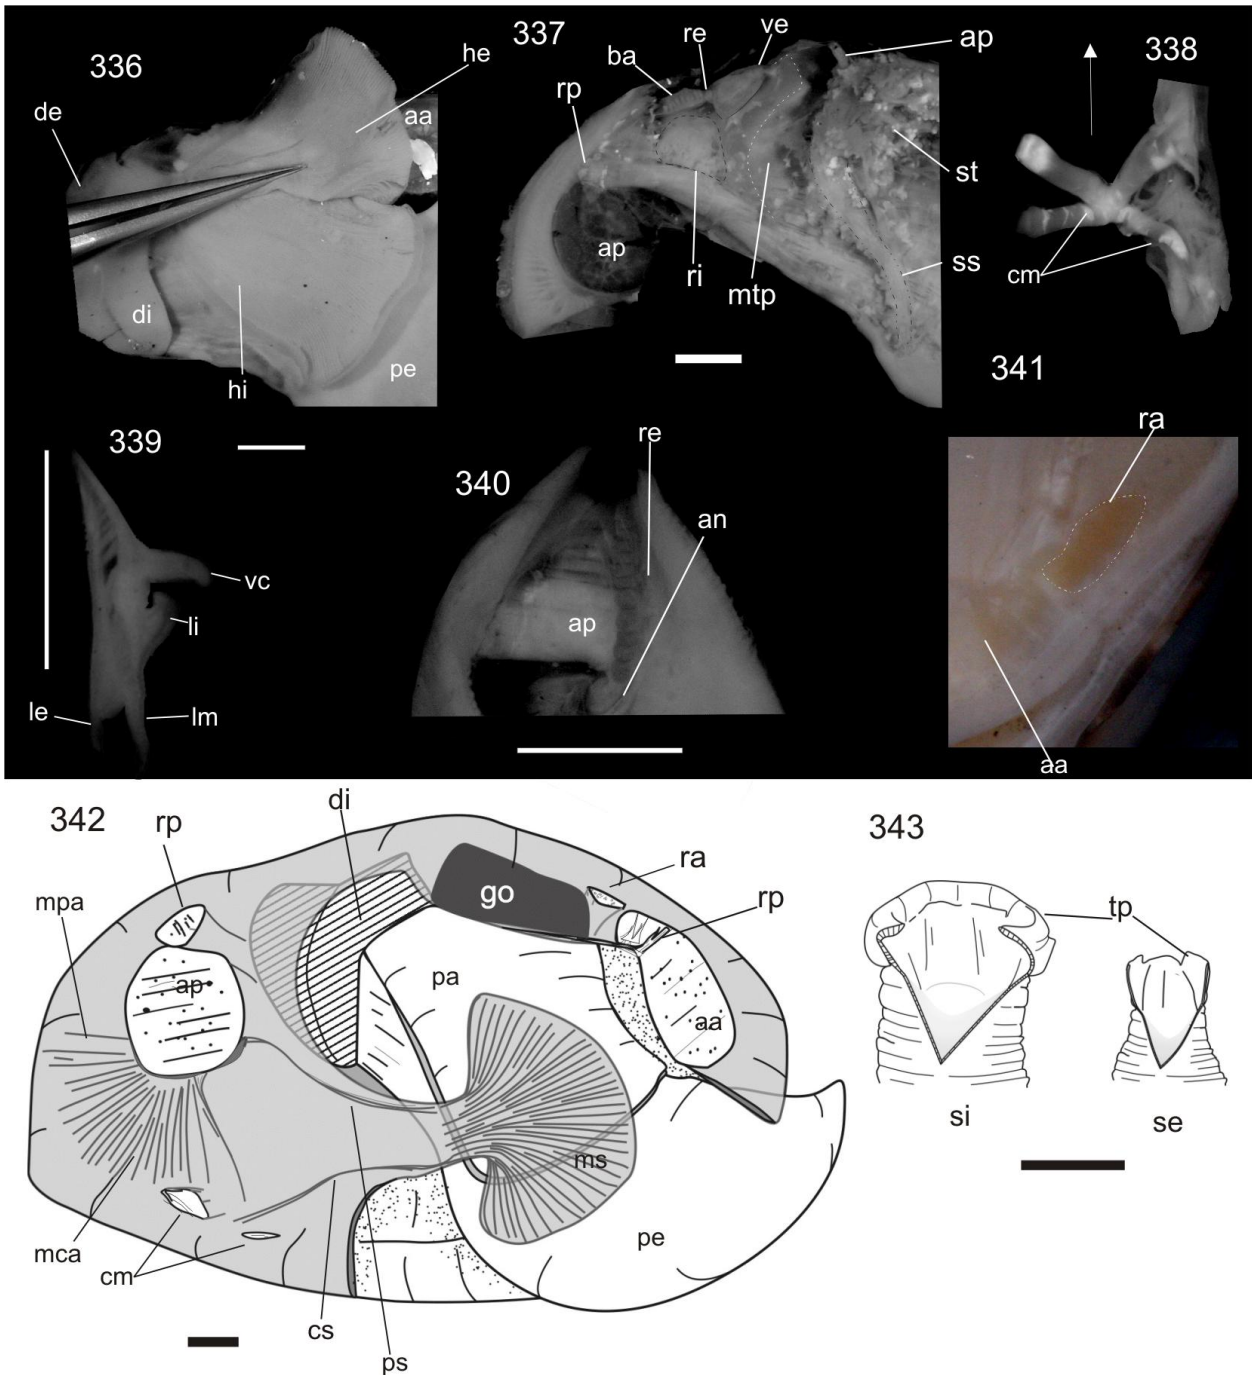 336
he
de
aa
di
hi
pe
337
re
ve
ba
ap
rp
st
ap
ri
mtp
ss
338
cm
339
vc
li
le
lm
340
re
an
ap
341
ra
aa
342
rp
di
mpa
go
ra
rp
pa
ap
aa
ms
pe
mca
cm
cs
ps
343
tp
si
se